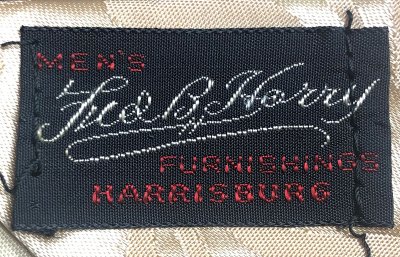 MEN'S
Fred B. Harry
FURNISHINGS
HARRISBURG